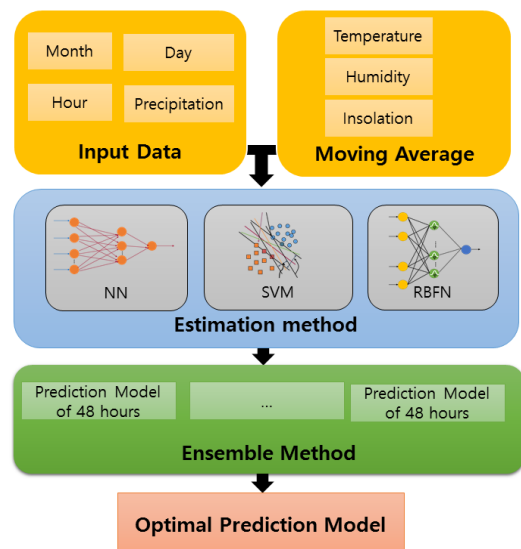 Month
Day
Hour
Precipitation
Input Data
Temperature
Humidity
Insolation
Moving Average
NN
SVM
RBFN
Estimation method
Prediction Model
of 48 hours
...
Prediction Model
of 48 hours
Ensemble Method
Optimal Prediction Model